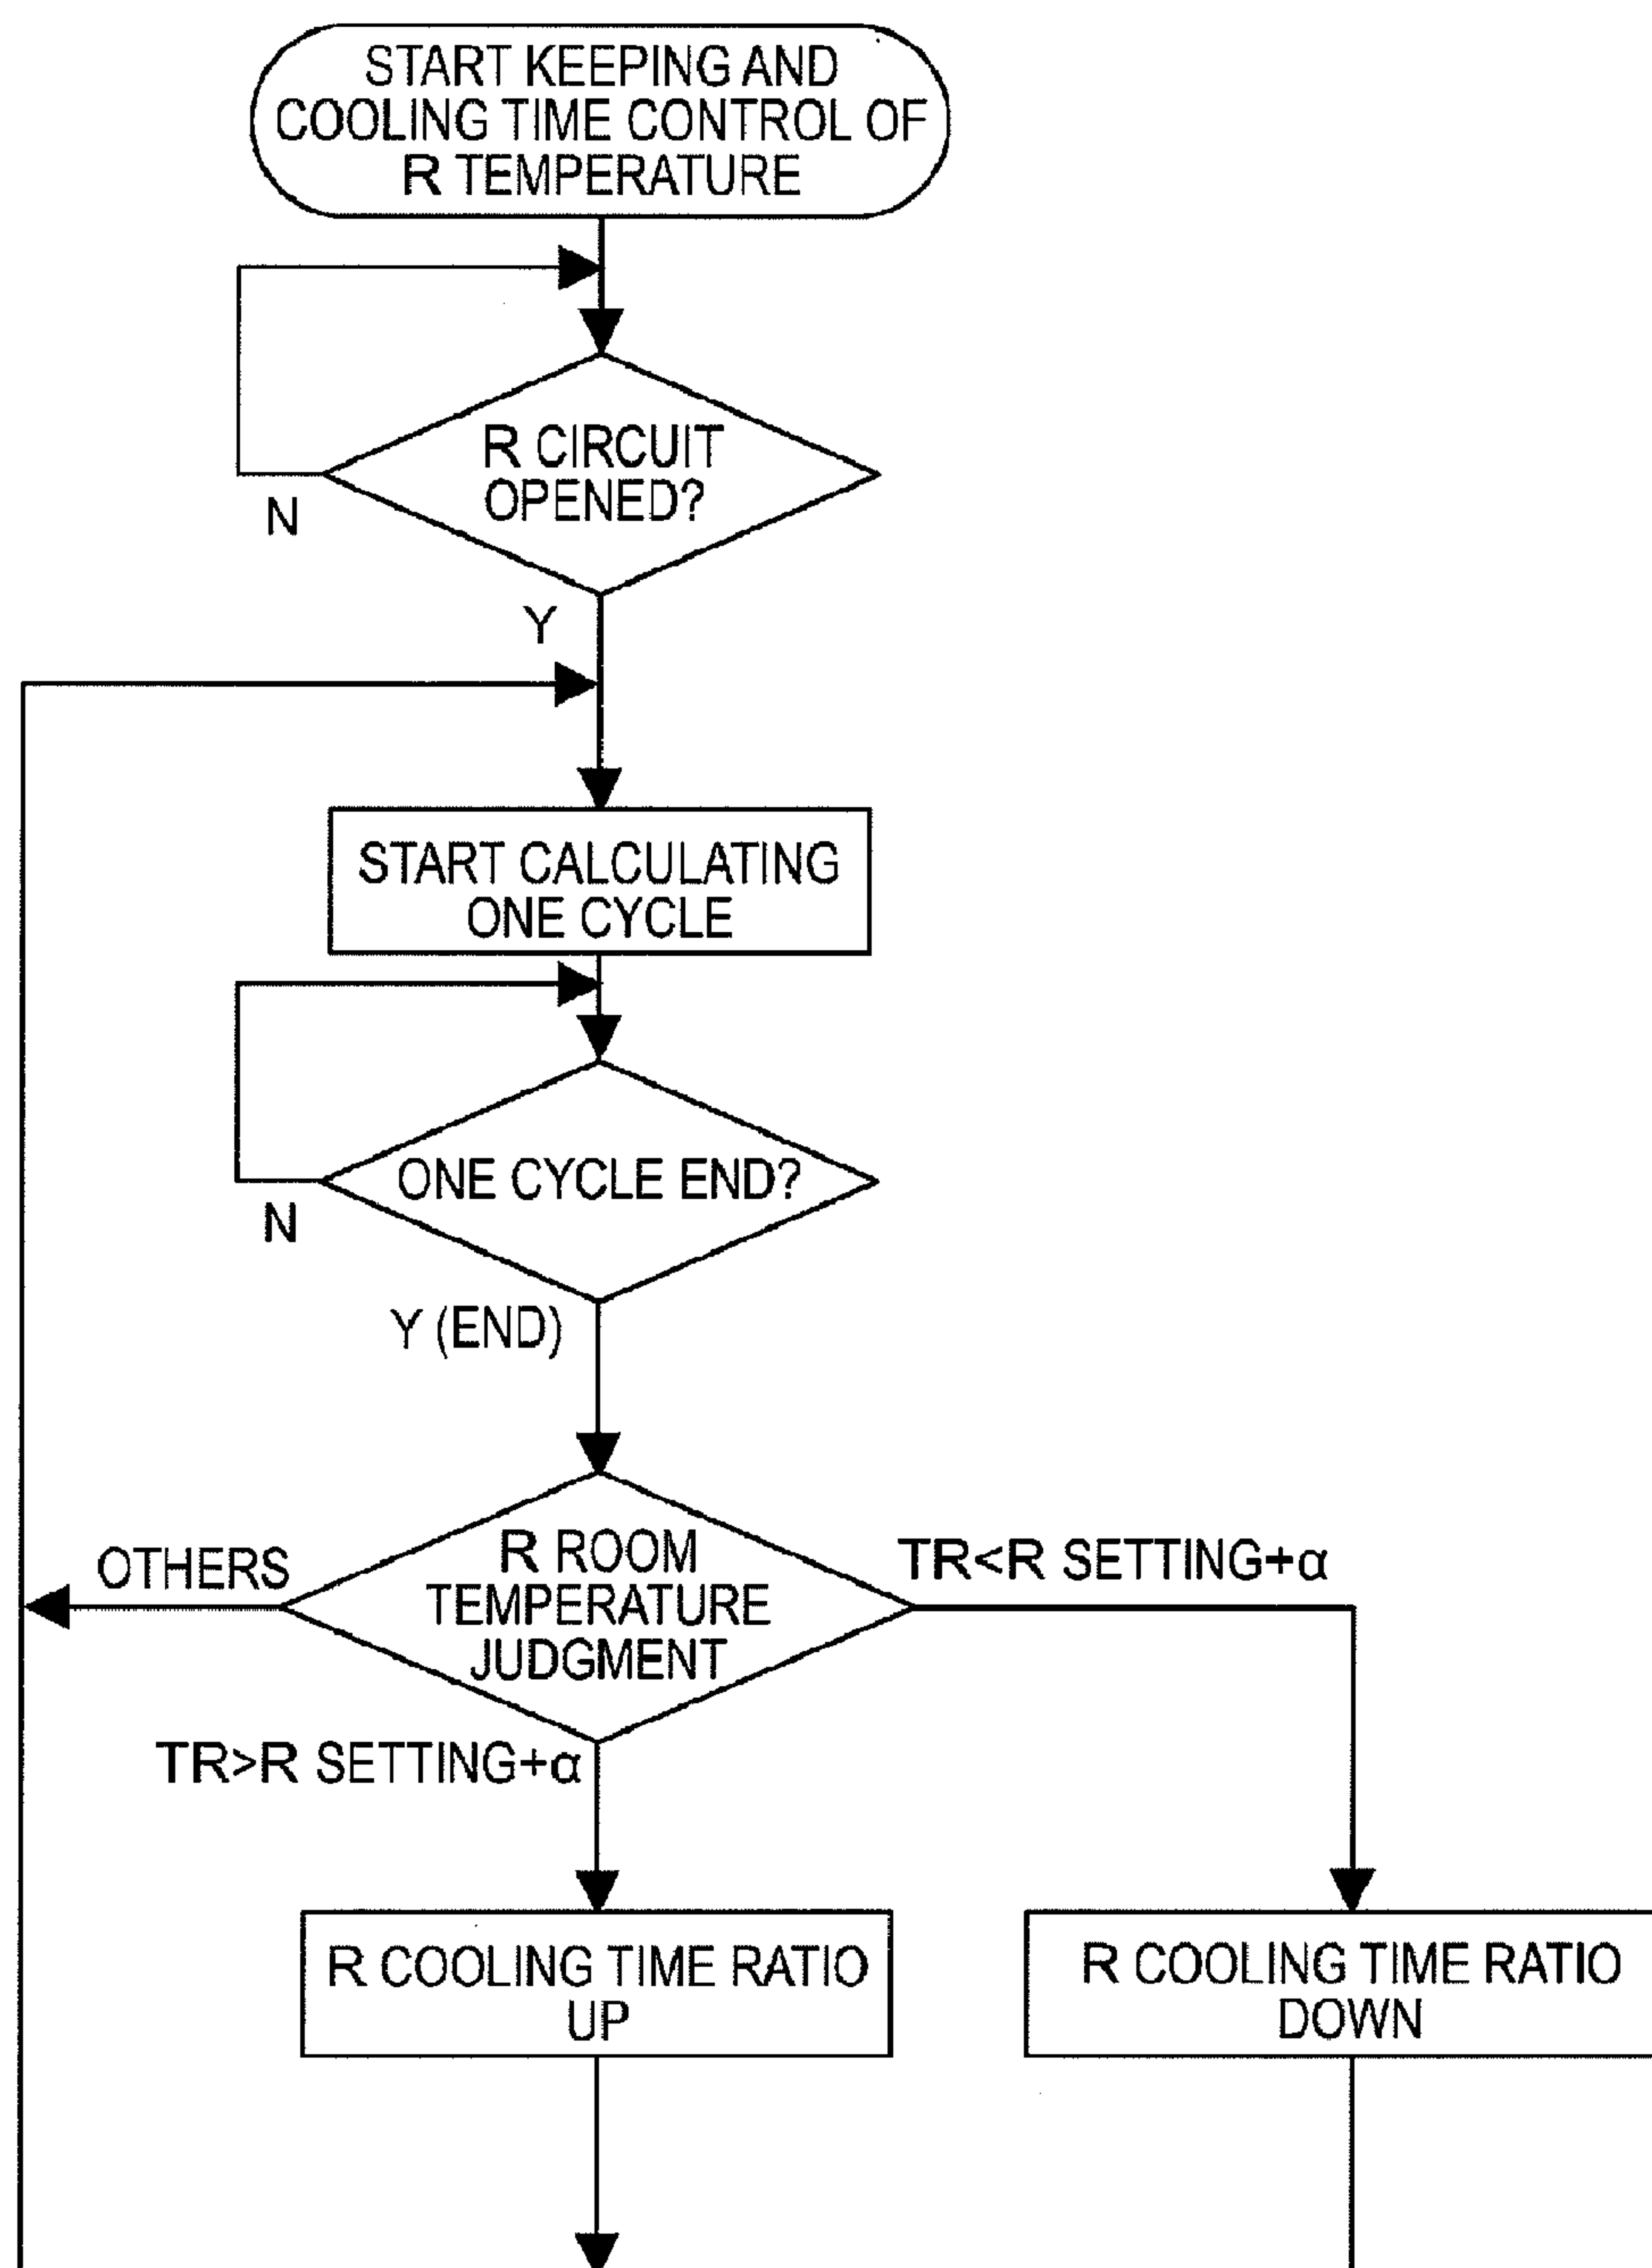 START KEEPING AND
COOLING TIME CONTROL OF
R TEMPERATURE
R CIRCUIT
OPENED?
N
Y
START CALCULATING
ONE CYCLE
ONE CYCLE END?
N
Y (END)
R ROOM
TEMPERATURE
JUDGMENT
OTHERS
TR<R SETTING+α
TR>R SETTING+α
R COOLING TIME RATIO
UP
R COOLING TIME RATIO
DOWN